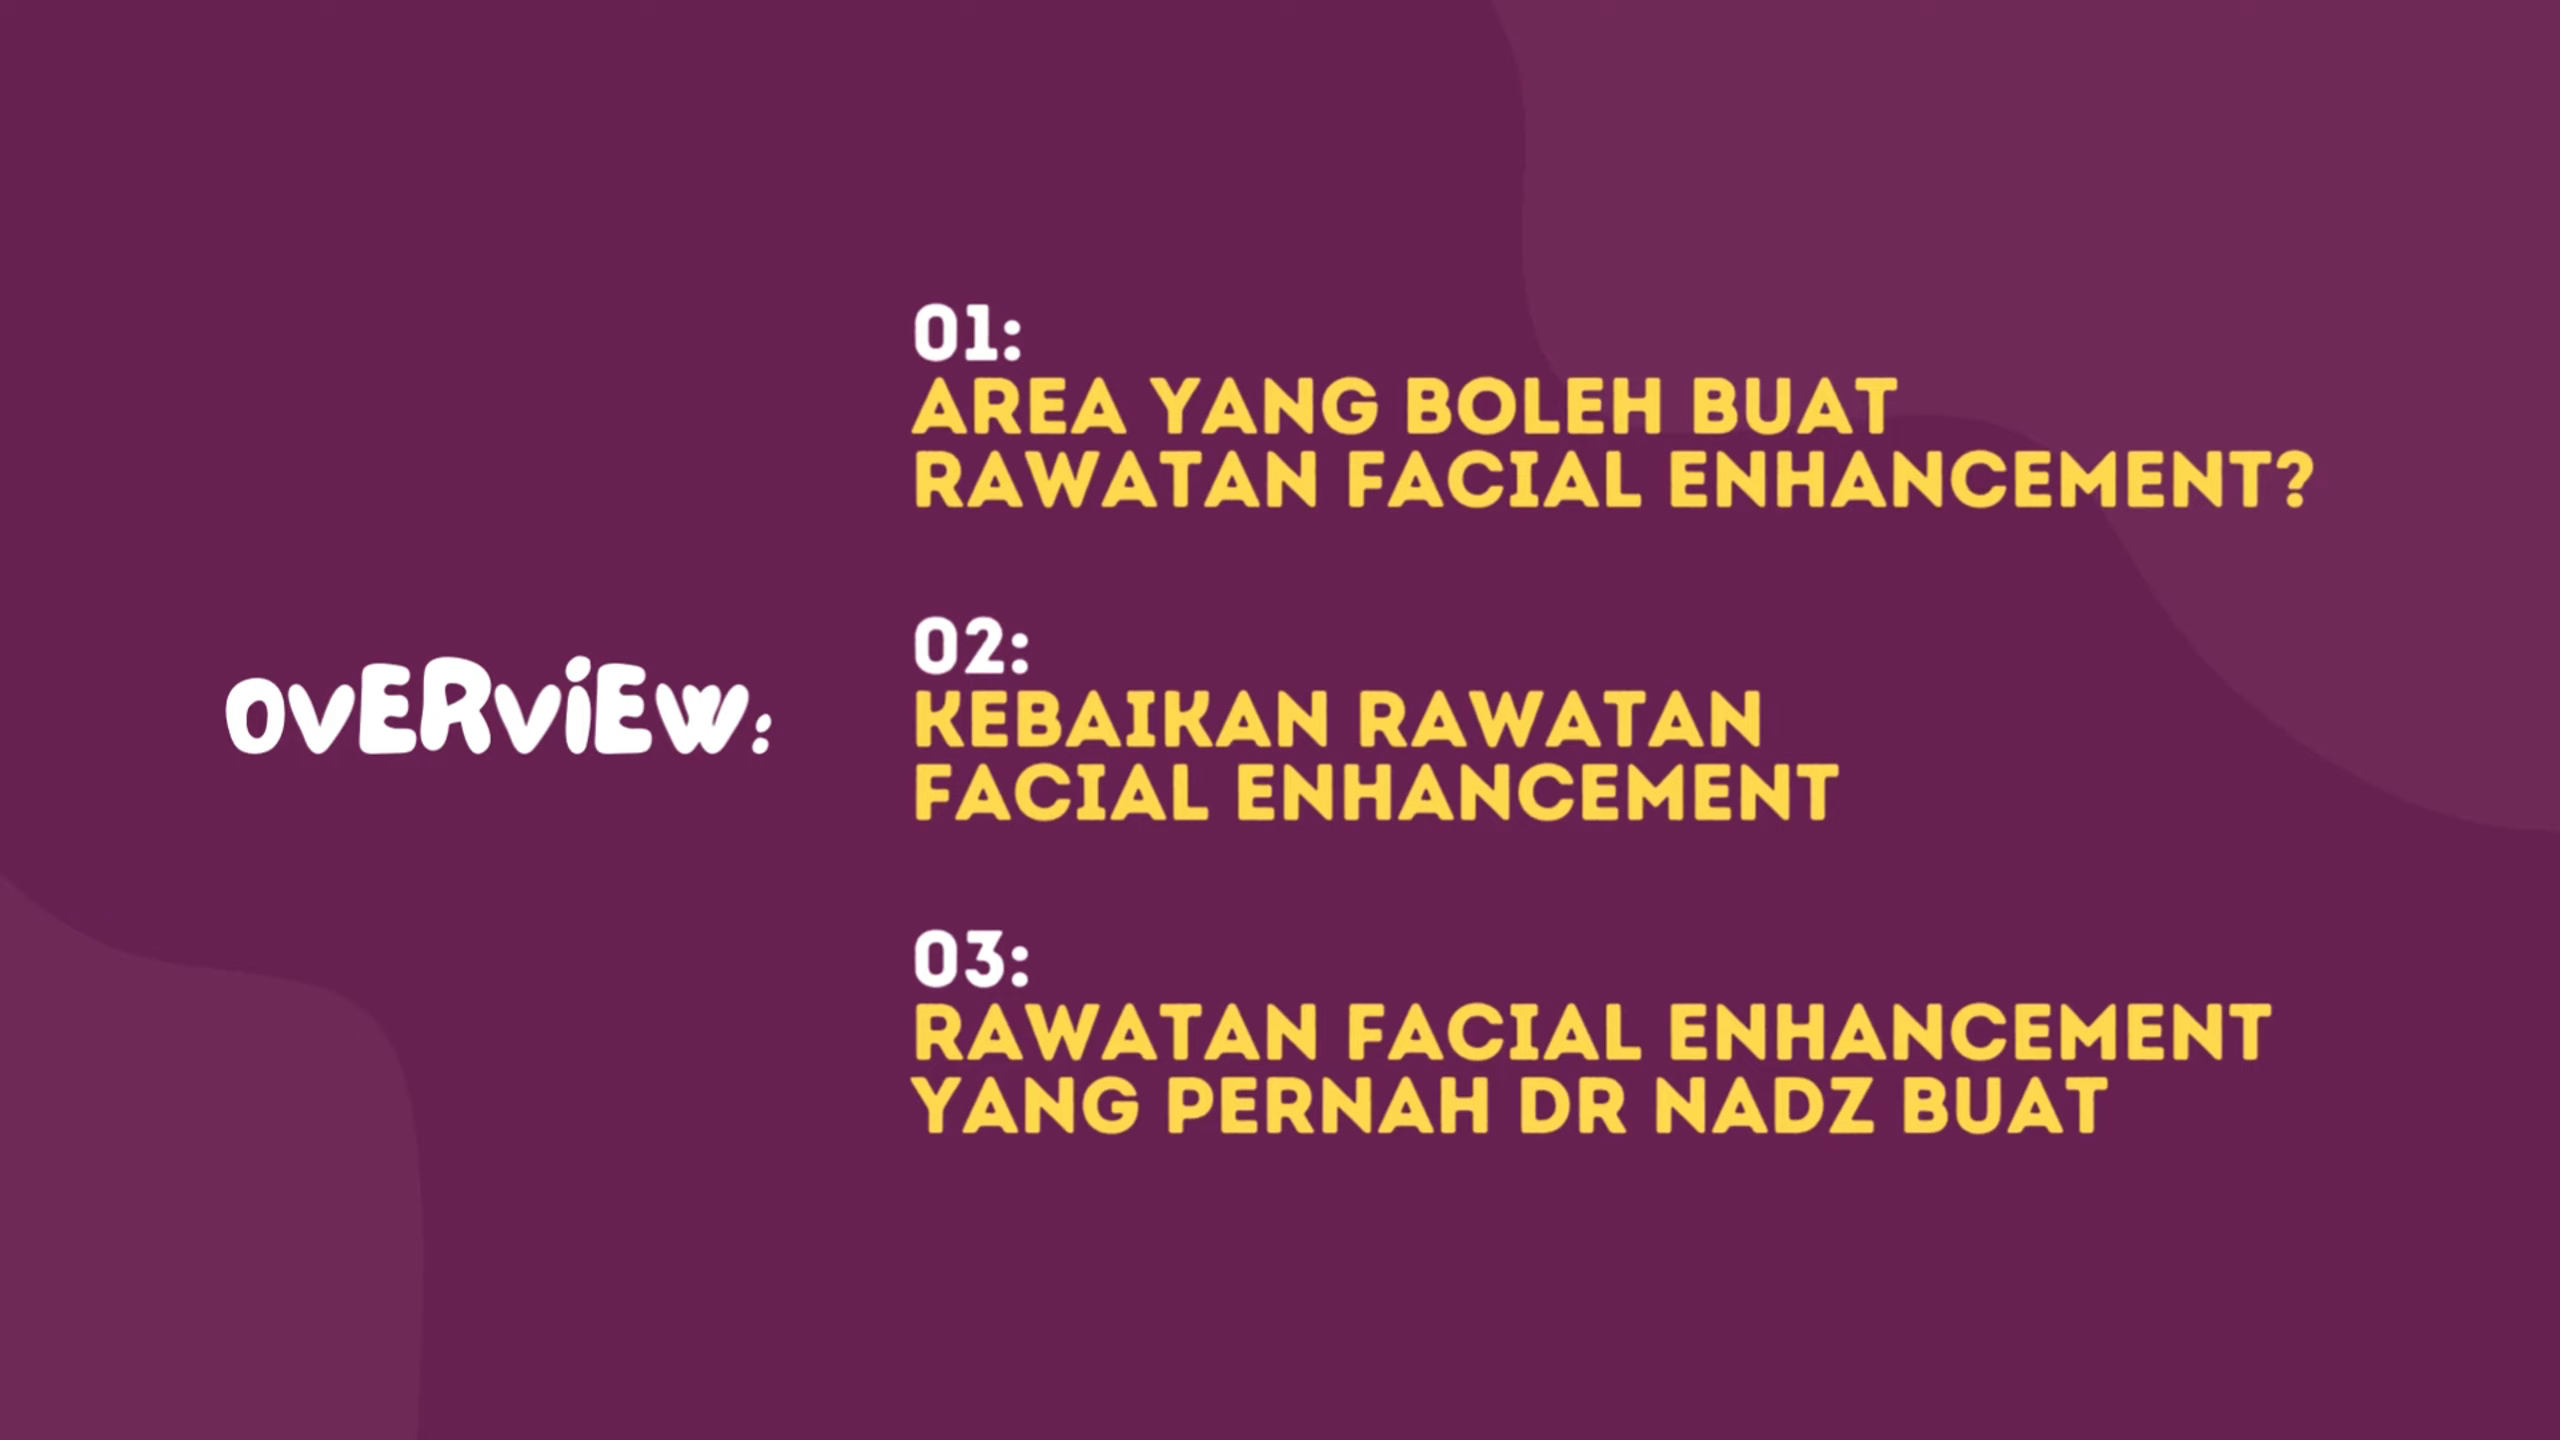 OVERVIEW:
01:
AREA YANG BOLEH BUAT
RAWATAN FACIAL ENHANCEMENT?
02:
KEBAIKAN RAWATAN
FACIAL ENHANCEMENT
03:
RAWATAN FACIAL ENHANCEMENT
YANG PERNAH DR NADZ BUAT